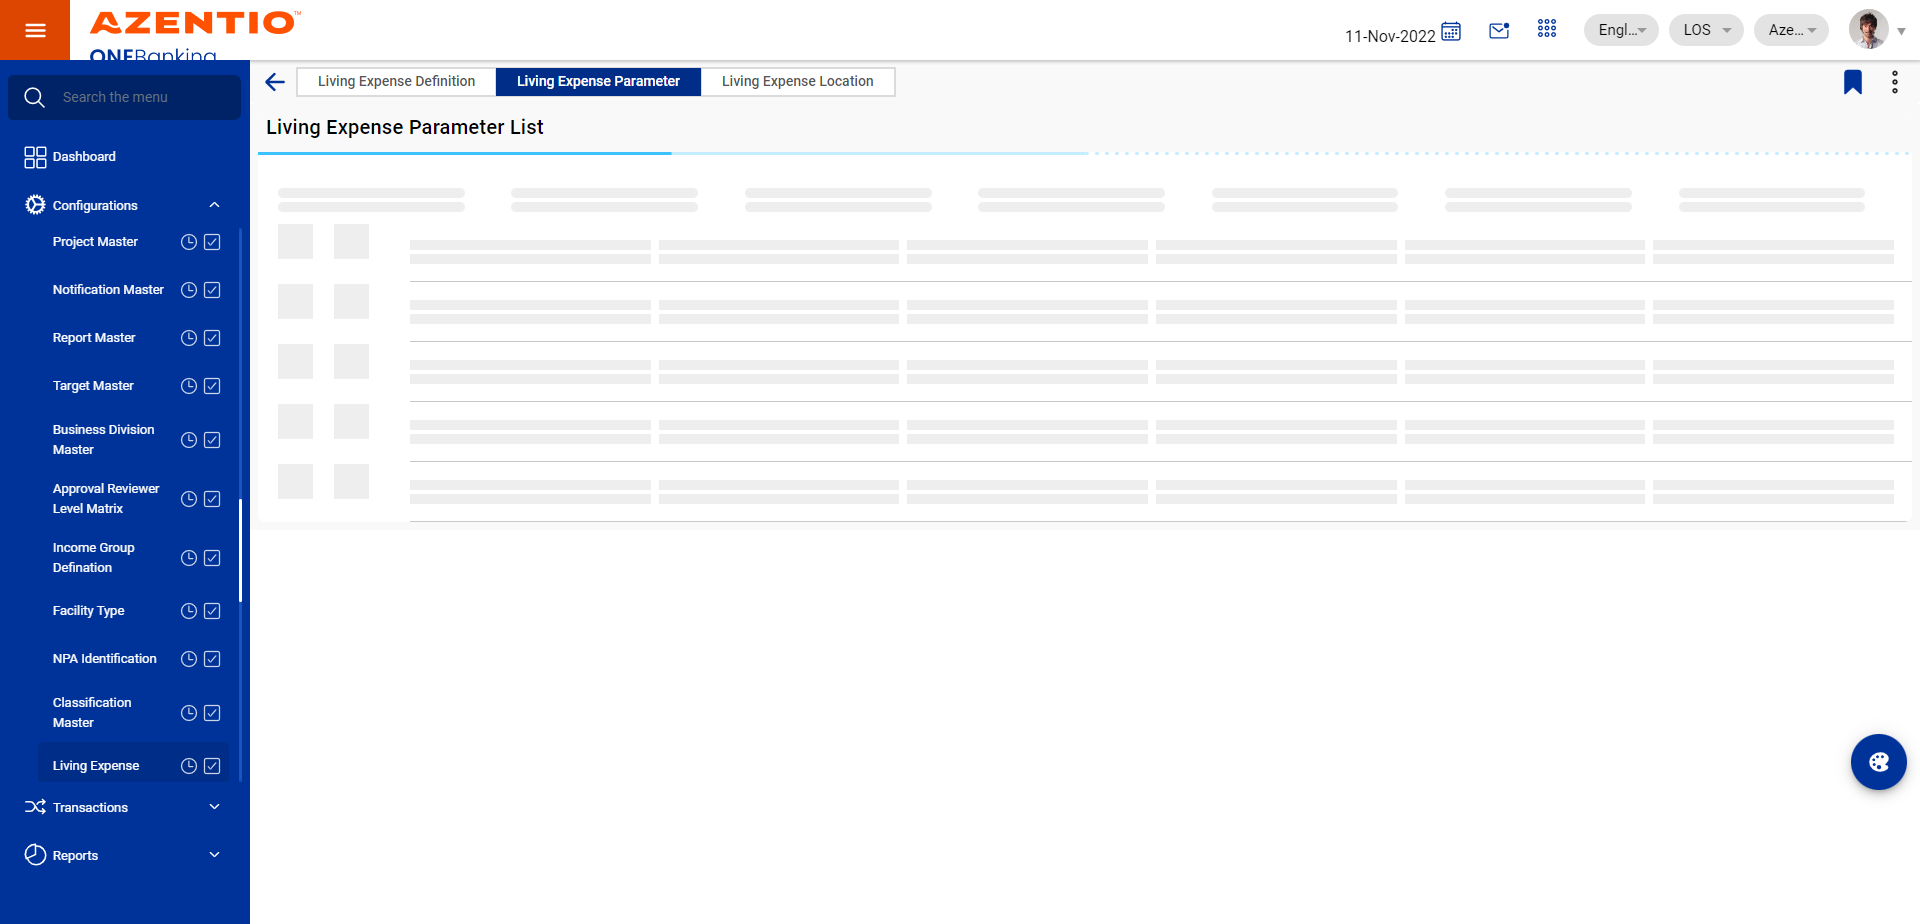 AZENTIO™
ONEBanking
11-Nov-2022
Engl...
LOS
Aze...
Search the menu
Dashboard
Configurations
Project Master
Notification Master
Report Master
Target Master
Business Division
Master
Approval Reviewer
Level Matrix
Income Group
Defination
Facility Type
NPA Identification
Classification
Master
Living Expense
Transactions
Reports
Living Expense Definition
Living Expense Parameter
Living Expense Location
Living Expense Parameter List